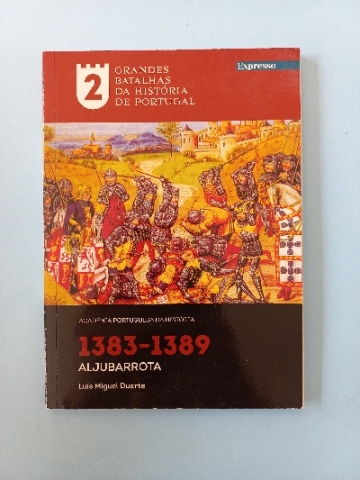 2
GRANDES
BATALHAS
DA HISTÓRIA
DE PORTUGAL
Expresso
ACADEMIA PORTUGUESA DA HISTÓRIA
1383-1389
ALJUBARROTA
Luís Miguel Duarte